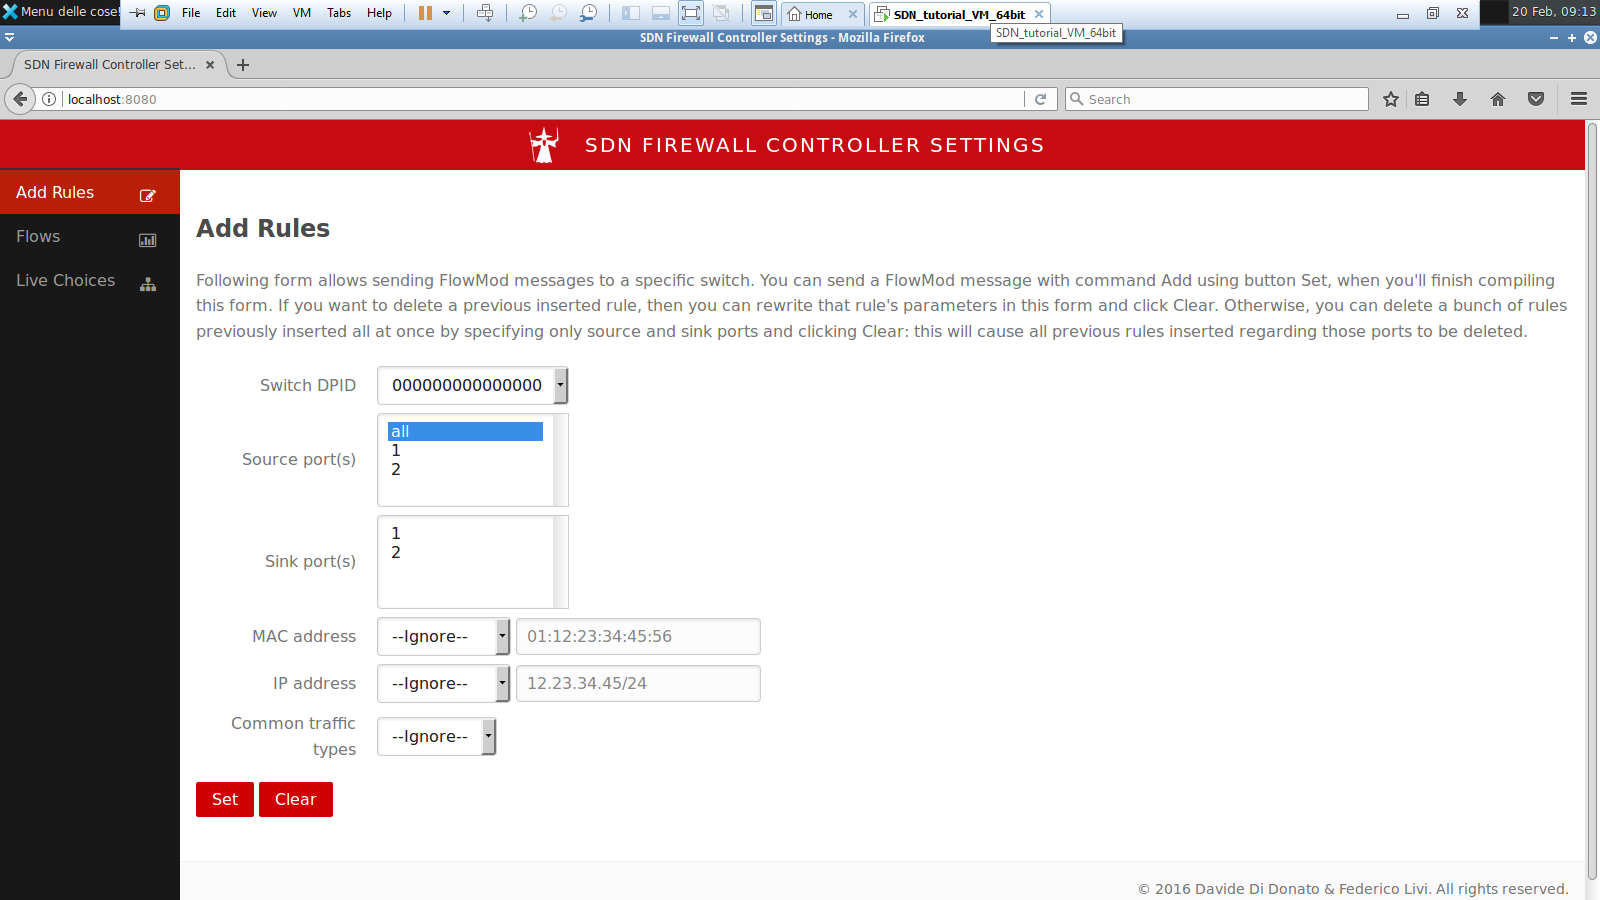 Menu delle cose!
File Edit View VM Tabs Help
Home
SDN_tutorial_VM_64bit
20 Feb, 09:13
SDN_tutorial_VM_64bit
SDN Firewall Controller Settings - Mozilla Firefox
SDN Firewall Controller Set...
localhost:8080
Search
SDN FIREWALL CONTROLLER SETTINGS
Add Rules
Flows
Live Choices
Add Rules
Following form allows sending FlowMod messages to a specific switch. You can send a FlowMod message with command Add using button Set, when you'll finish compiling
this form. If you want to delete a previous inserted rule, then you can rewrite that rule's parameters in this form and click Clear. Otherwise, you can delete a bunch of rules
previously inserted all at once by specifying only source and sink ports and clicking Clear: this will cause all previous rules inserted regarding those ports to be deleted.
Switch DPID 000000000000000
Source port(s)
all
1
2
Sink port(s)
1
2
MAC address --Ignore-- 01:12:23:34:45:56
IP address --Ignore-- 12.23.34.45/24
Common traffic
types
--Ignore--
Set Clear
© 2016 Davide Di Donato & Federico Livi. All rights reserved.